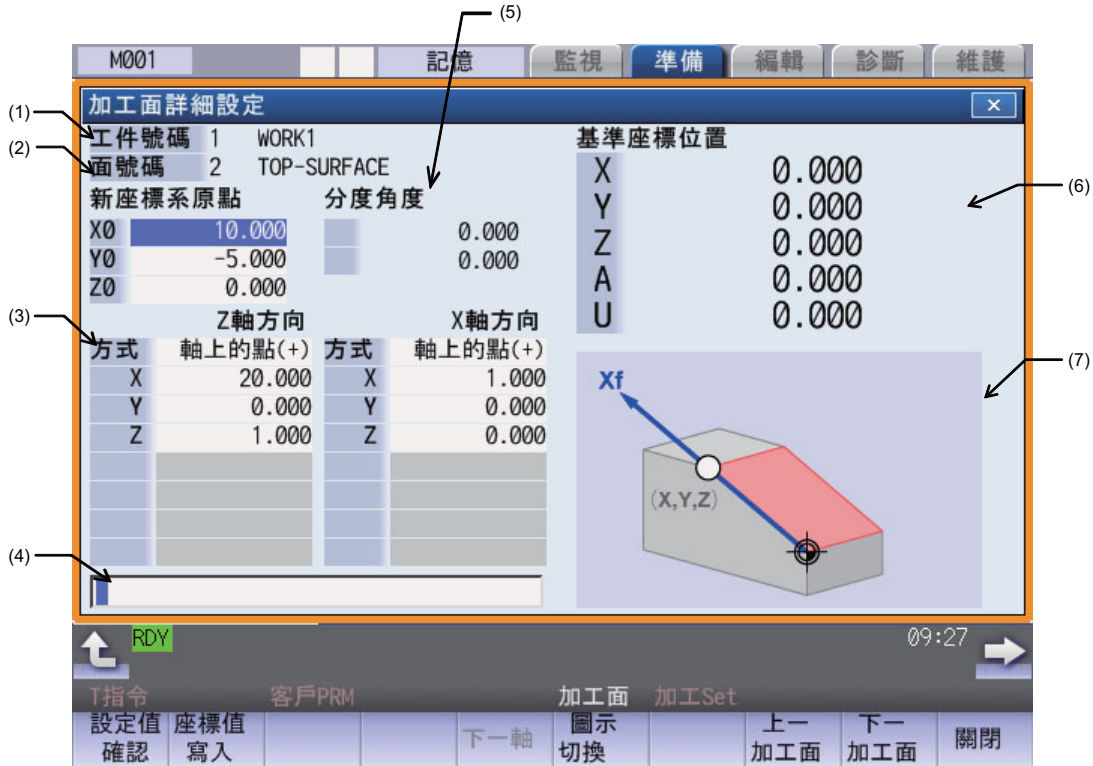 (5)
M001 記憶 監視 準備 編輯 診斷 維護
加工面詳細設定 ×
(1) 工件號碼 1 WORK1 基準座標位置
(2) 面號碼 2 TOP-SURFACE X 0.000
新座標系原點 分度角度 Y 0.000 (6)
X0 10.000 0.000
Y0 -5.000 0.000 Z 0.000
Z0 0.000 A 0.000
(3) Z軸方向 X軸方向 U 0.000
方式 軸上的點(+) 方式 軸上的點(+) (7)
X 20.000 X 1.000 Xf
Y 0.000 Y 0.000
Z 1.000 Z 0.000
(X,Y,Z)
(4)
RDY 09:27
T指令 客戶PRM 加工面 加工Set
設定值 座標值 圖示 上一 下一
下一軸 關閉
確認 寫入 切換 加工面 加工面